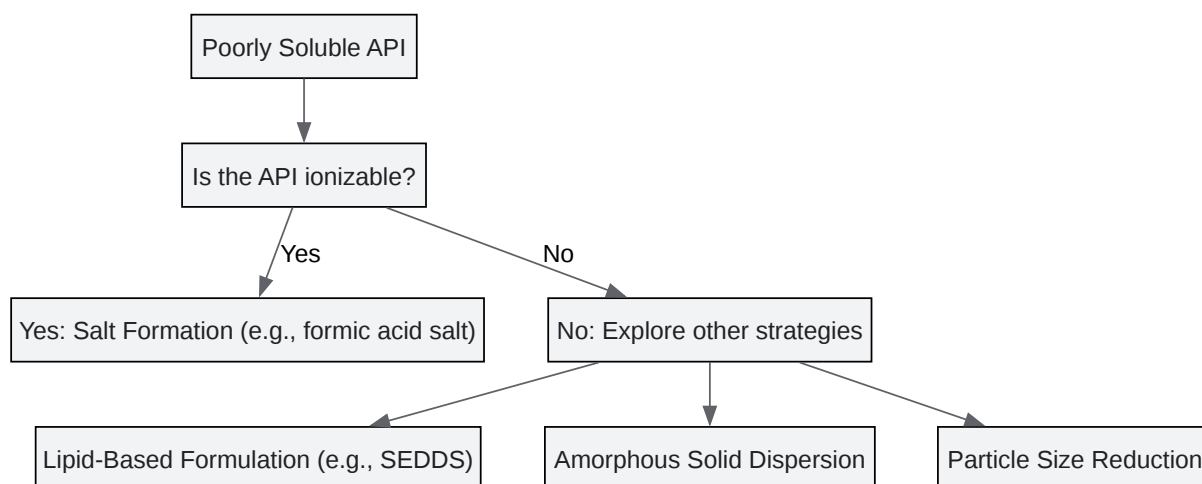 Poorly Soluble API
Is the API ionizable?
Yes
No
Yes: Salt Formation (e.g., formic acid salt)
No: Explore other strategies
Lipid-Based Formulation (e.g., SEDDS)
Amorphous Solid Dispersion
Particle Size Reduction